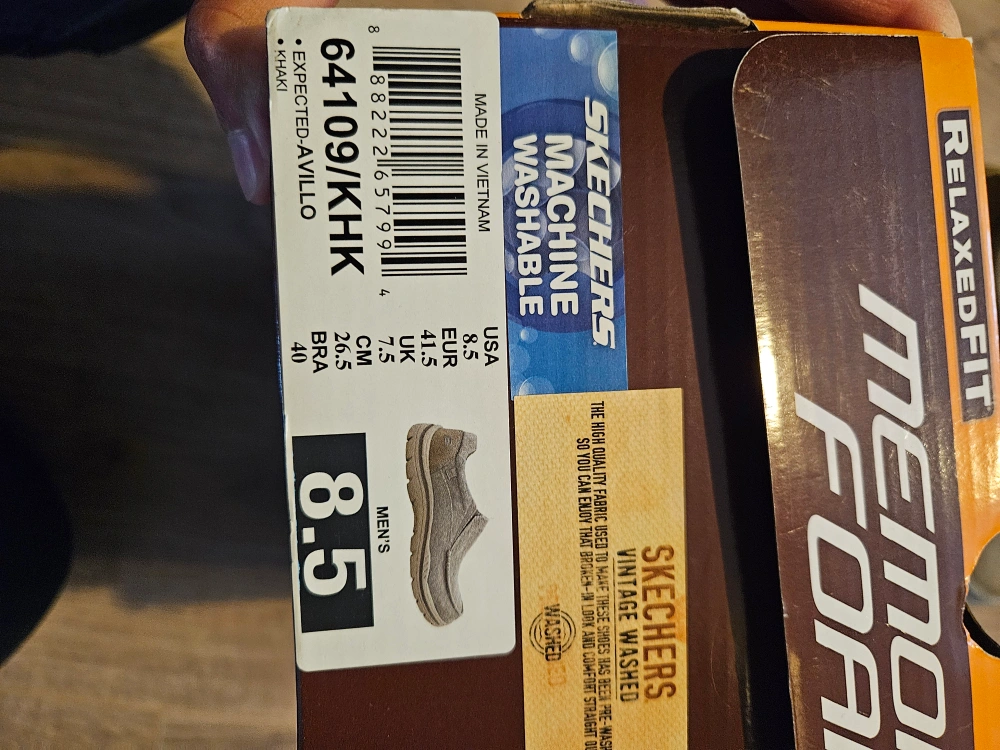 MADE IN VIETNAM
8 88222 65799 4
64109/KHK
• EXPECTED-AVILLO
• KHAKI
USA
8.5
EUR
41.5
UK
7.5
CM
26.5
BRA
40
MEN'S
8.5
SKECHERS
MACHINE
WASHABLE
SKECHERS
VINTAGE WASHED
THE HIGH QUALITY FABRIC USED TO MAKE THESE SHOES HAS BEEN PRE-WASH
SO YOU CAN ENJOY THAT BROKEN-IN LOOK AND COMFORT STRAIGHT OU
WASHED
RELAXED FIT
MEMO
FOA